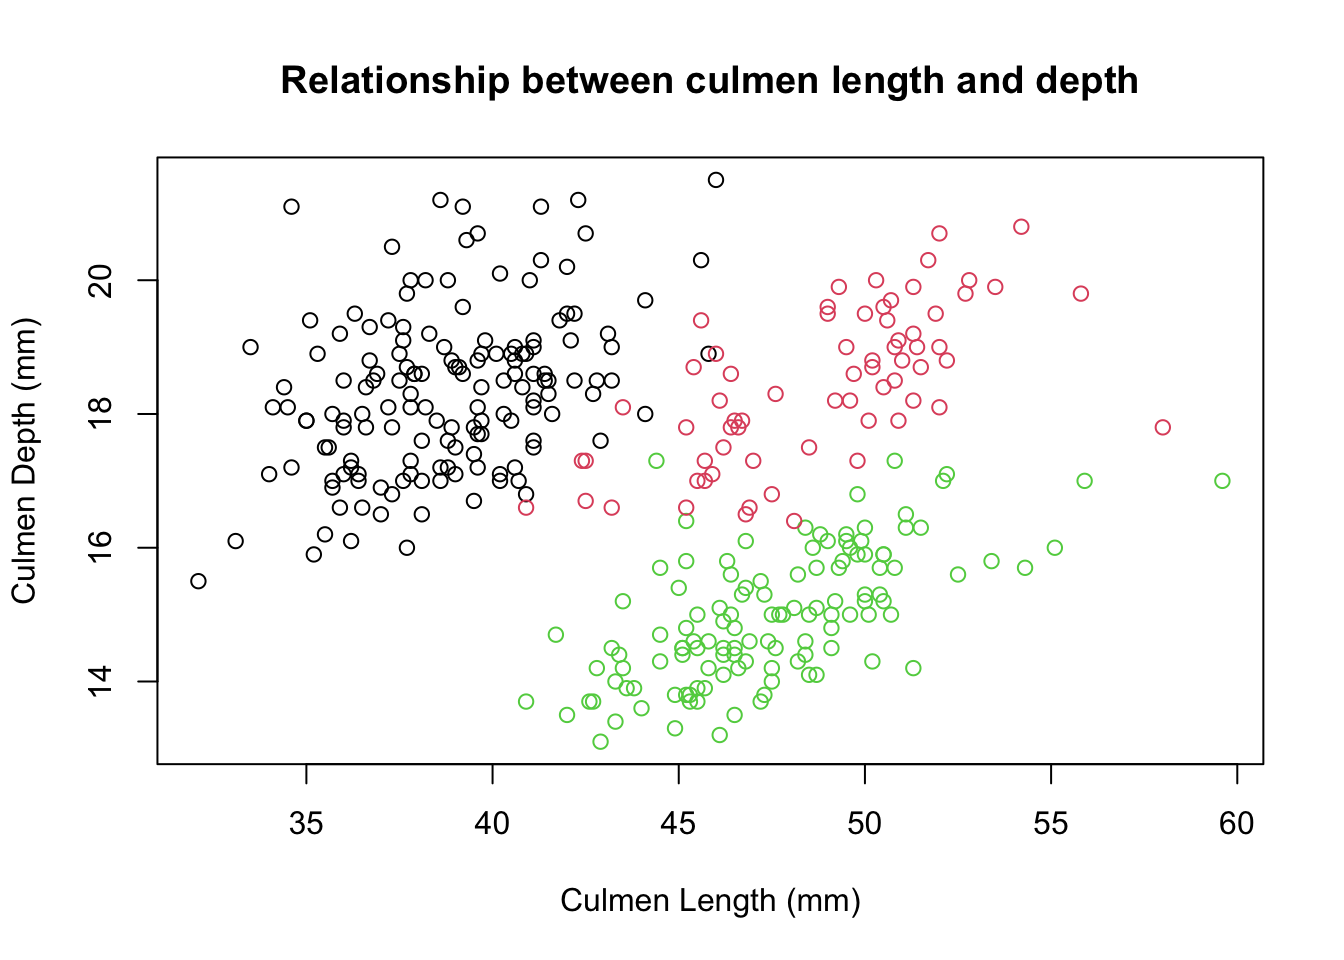 Relationship between culmen length and depth
Culmen Depth (mm)
20
18
16
14
35 40 45 50 55 60
Culmen Length (mm)